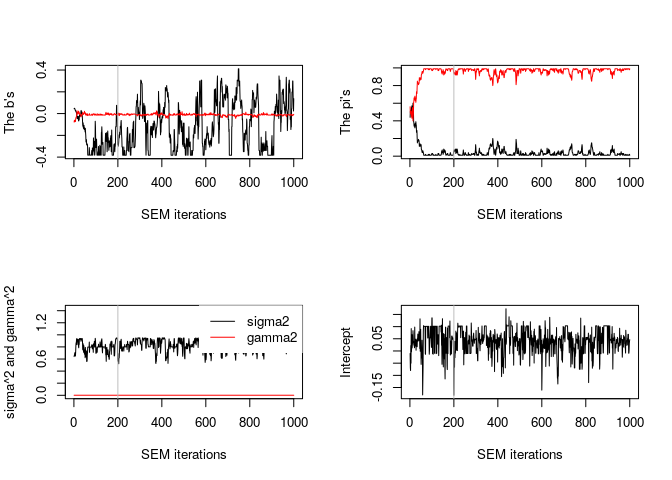 The b's
0.4
0.0
-0.4
0 200 400 600 800 1000
SEM iterations
The pi's
0.8
0.4
0.0
0 200 400 600 800 1000
SEM iterations
sigma^2 and gamma^2
1.2
0.6
0.0
sigma2
gamma2
0 200 400 600 800 1000
SEM iterations
Intercept
0.05
-0.15
0 200 400 600 800 1000
SEM iterations